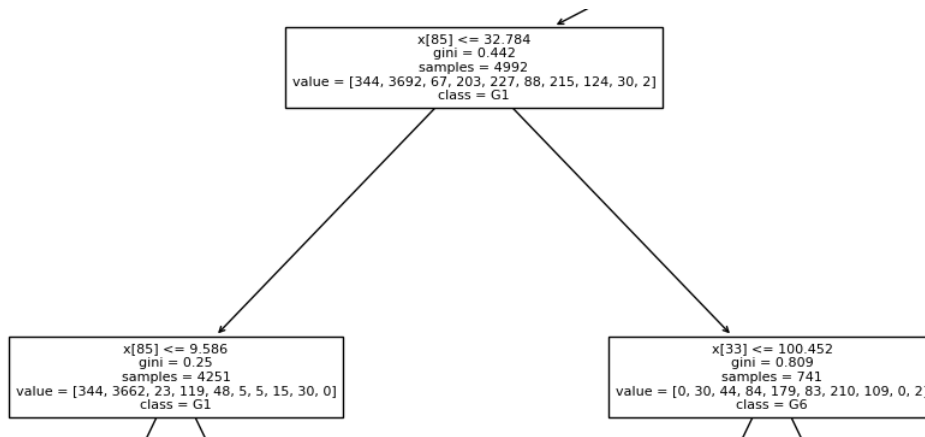 x[85] <= 32.784
gini = 0.442
samples = 4992
value = [344, 3692, 67, 203, 227, 88, 215, 124, 30, 2]
class = G1
x[85] <= 9.586
gini = 0.25
samples = 4251
value = [344, 3662, 23, 119, 48, 5, 5, 15, 30, 0]
class = G1
x[33] <= 100.452
gini = 0.809
samples = 741
value = [0, 30, 44, 84, 179, 83, 210, 109, 0, 2]
class = G6